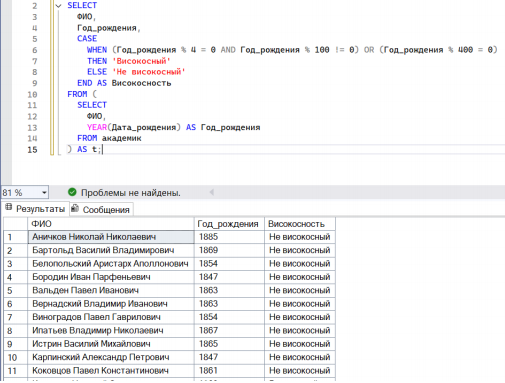 2 SELECT
3 ФИО,
4 Год_рождения,
5 CASE
6 WHEN (Год_рождения % 4 = 0 AND Год_рождения % 100 != 0) OR (Год_рождения % 400 = 0)
7 THEN 'Високосный'
8 ELSE 'Не високосный'
9 END AS Високосность
10 FROM (
11 SELECT
12 ФИО,
13 YEAR(Дата_рождения) AS Год_рождения
14 FROM академик
15 ) AS t;
81 % Проблемы не найдены.
Результаты Сообщения
ФИО Год_рождения Високосность
1 Аничков Николай Николаевич 1885 Не високосный
2 Бартольд Василий Владимирович 1869 Не високосный
3 Белопольский Аристарх Аполлонович 1854 Не високосный
4 Бородин Иван Парфеньевич 1847 Не високосный
5 Вальден Павел Иванович 1863 Не високосный
6 Вернадский Владимир Иванович 1863 Не високосный
7 Виноградов Павел Гаврилович 1854 Не високосный
8 Ипатьев Владимир Николаевич 1867 Не високосный
9 Истрин Василий Михайлович 1865 Не високосный
10 Карпинский Александр Петрович 1847 Не високосный
11 Коковцов Павел Константинович 1861 Не високосный